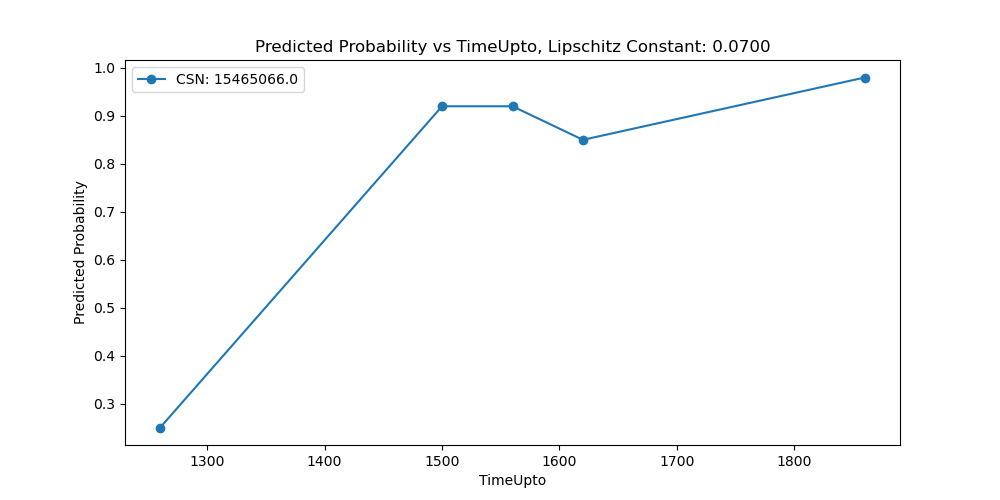 Predicted Probability vs TimeUpto, Lipschitz Constant: 0.0700
CSN: 15465066.0
1.0
0.9
0.8
0.7
0.6
0.5
0.4
0.3
Predicted Probability
1300 1400 1500 1600 1700 1800
TimeUpto